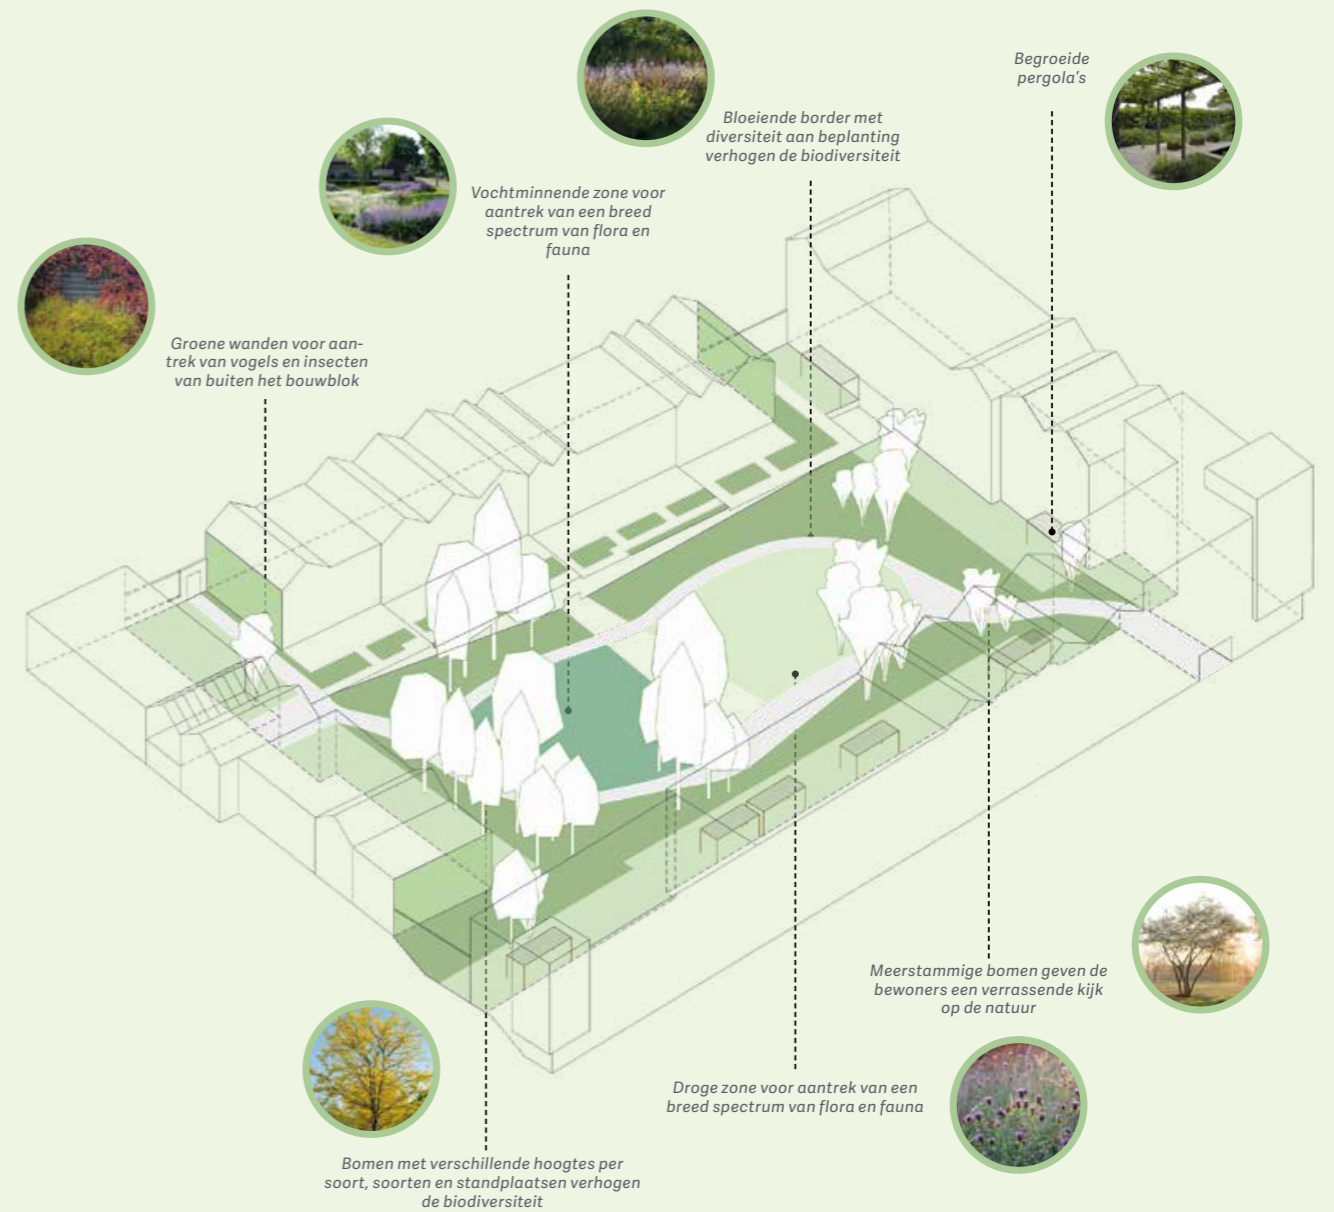 Begroeide
pergola's
Bloeiende border met
diversiteit aan beplanting
verhogen de biodiversiteit
Vochtminnende zone voor
aantrek van een breed
spectrum van flora en
fauna
Groene wanden voor aan-
trek van vogels en insecten
van buiten het bouwblok
Meerstammige bomen geven de
bewoners een verrassende kijk
op de natuur
Droge zone voor aantrek van een
breed spectrum van flora en fauna
Bomen met verschillende hoogtes per
soort, soorten en standplaatsen verhogen
de biodiversiteit